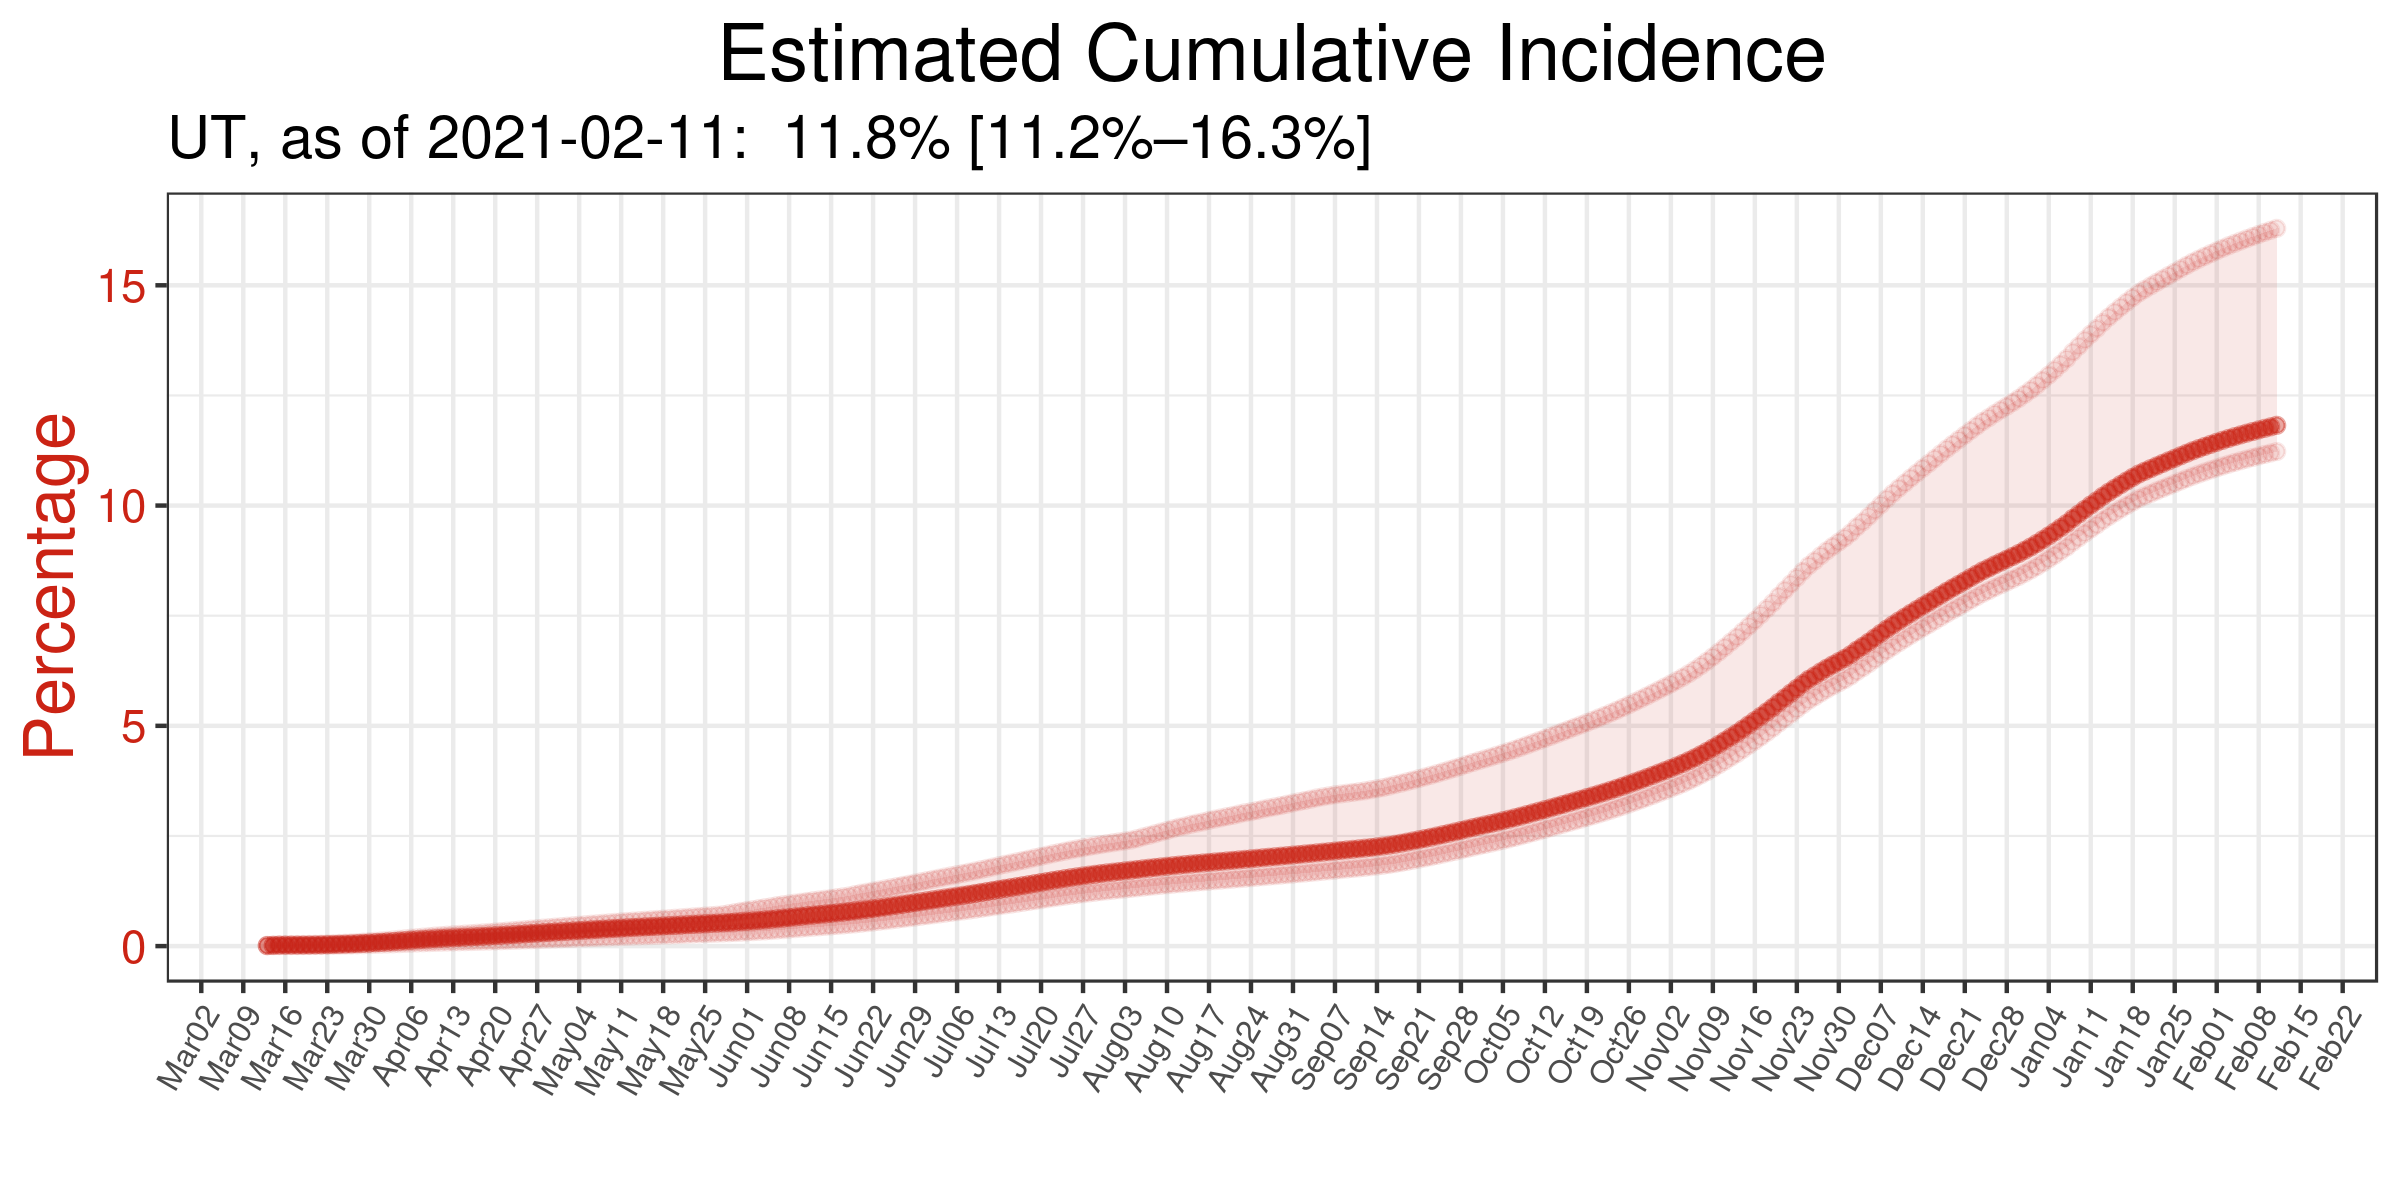 Estimated Cumulative Incidence
UT, as of 2021-02-11:  11.8% [11.2%–16.3%]
Percentage
15
10
5
0
Mar02
Mar09
Mar16
Mar23
Mar30
Apr06
Apr13
Apr20
Apr27
May04
May11
May18
May25
Jun01
Jun08
Jun15
Jun22
Jun29
Jul06
Jul13
Jul20
Jul27
Aug03
Aug10
Aug17
Aug24
Aug31
Sep07
Sep14
Sep21
Sep28
Oct05
Oct12
Oct19
Oct26
Nov02
Nov09
Nov16
Nov23
Nov30
Dec07
Dec14
Dec21
Dec28
Jan04
Jan11
Jan18
Jan25
Feb01
Feb08
Feb15
Feb22